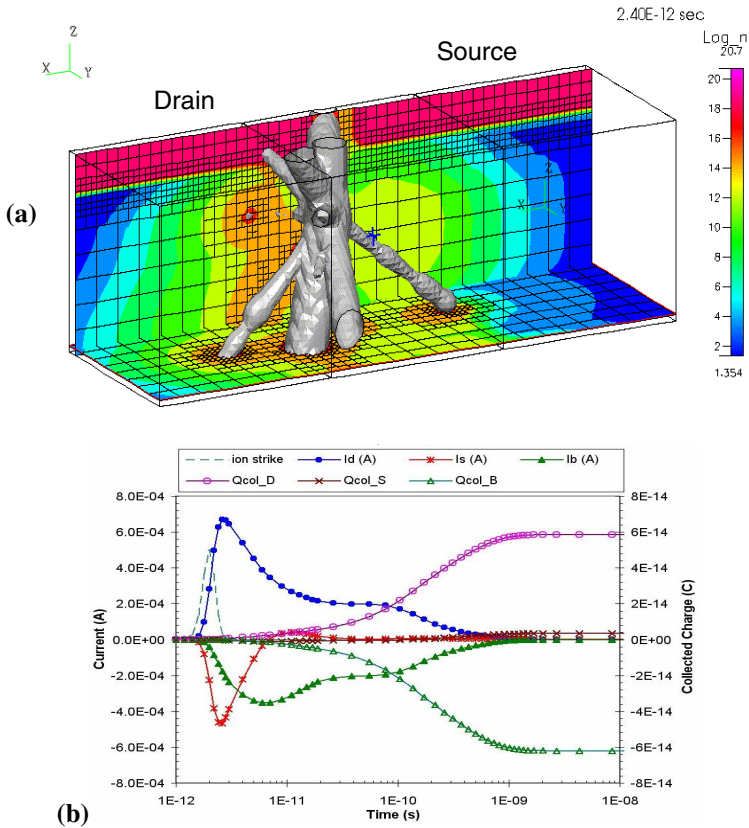 2.40E-12 sec
Log_n
20.7
Z
X
Y
Source
Drain
20
18
16
14
12
10
8
6
4
2
1.354
Z
X
Y
(a)
ion strike
Id (A)
Is (A)
Ib (A)
Qcol_D
Qcol_S
Qcol_B
8.0E-04
6.0E-04
4.0E-04
2.0E-04
0.0E+00
-2.0E-04
-4.0E-04
-6.0E-04
-8.0E-04
Current (A)
8E-14
6E-14
4E-14
2E-14
0E+00
-2E-14
-4E-14
-6E-14
-8E-14
Collected Charge (C)
1E-12
1E-11
1E-10
1E-09
1E-08
Time (s)
(b)